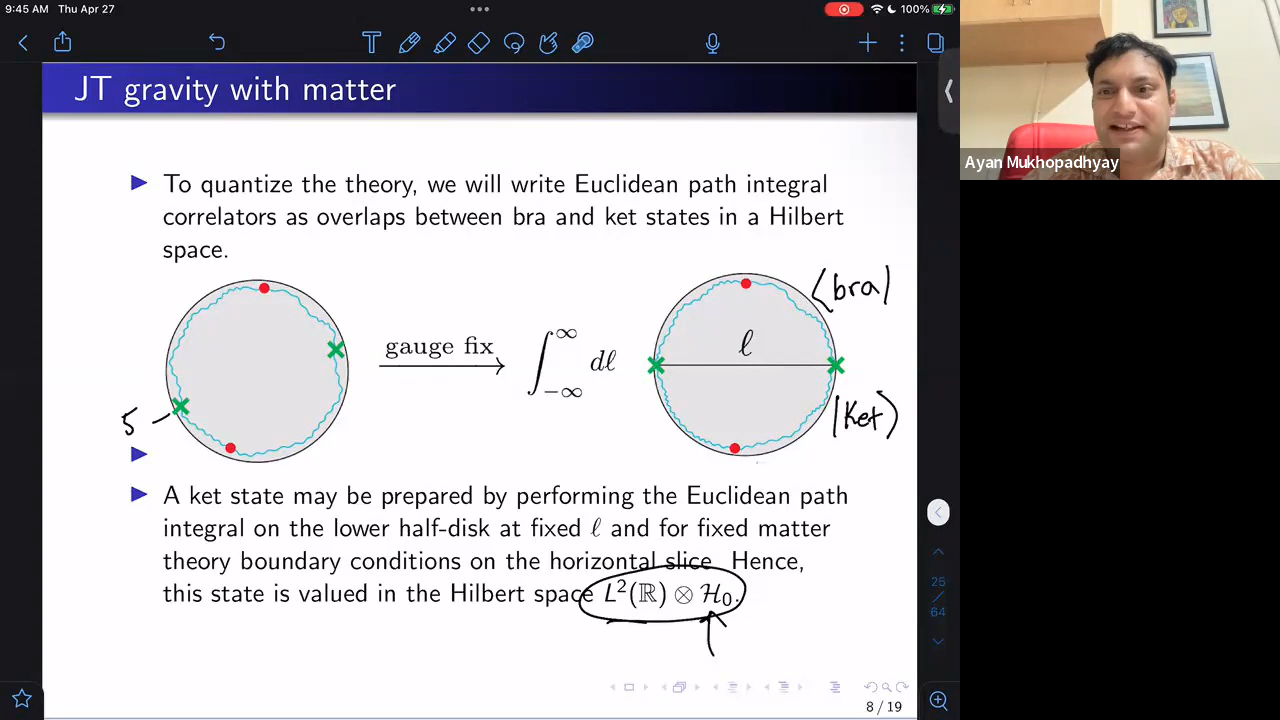 9:45 AM Thu Apr 27
100%
JT gravity with matter
To quantize the theory, we will write Euclidean path integral
correlators as overlaps between bra and ket states in a Hilbert
space.
5
gauge fix
∫_{-∞}^{∞} dℓ
ℓ
⟨bra|
|ket⟩
A ket state may be prepared by performing the Euclidean path
integral on the lower half-disk at fixed ℓ and for fixed matter
theory boundary conditions on the horizontal slice. Hence,
this state is valued in the Hilbert space L²(ℝ) ⊗ ℋ₀.
8 / 19
25
/
64
Ayan Mukhopadhyay